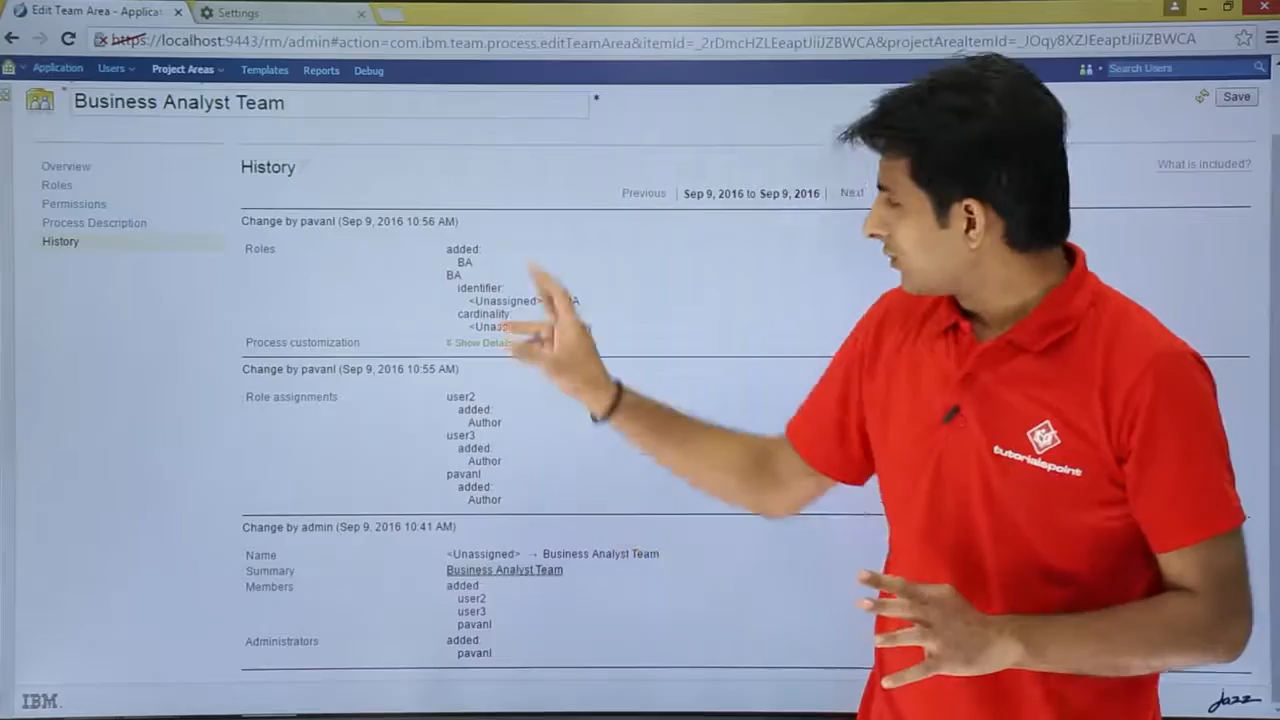 Edit Team Area - Applicat
Settings
https://localhost:9443/rm/admin#action=com.ibm.team.process.editTeamArea&itemId=_2rDmcHZLEeaptJiiJZBWCA&projectAreaItemId=_JOqy8XZJEeaptJiiJZBWCA
Application Users Project Areas Templates Reports Debug Search Users
Business Analyst Team * Save
Overview
Roles
Permissions
Process Description
History
History What is included?
Previous | Sep 9, 2016 to Sep 9, 2016 | Next
Change by pavanI (Sep 9, 2016 10:56 AM)
Roles added:
BA
BA
identifier:
<Unassigned>
cardinality:
Process customization Show
Change by pavanI (Sep 9, 2016 10:55 AM)
Role assignments user2
added:
Author
user3
added:
Author
pavanI
added:
Author
Change by admin (Sep 9, 2016 10:41 AM)
Name <Unassigned> → Business Analyst Team
Summary Business Analyst Team
Members added
user2
user3
pavanI
Administrators added:
pavanI
IBM.
Jazz
tutorialspoint